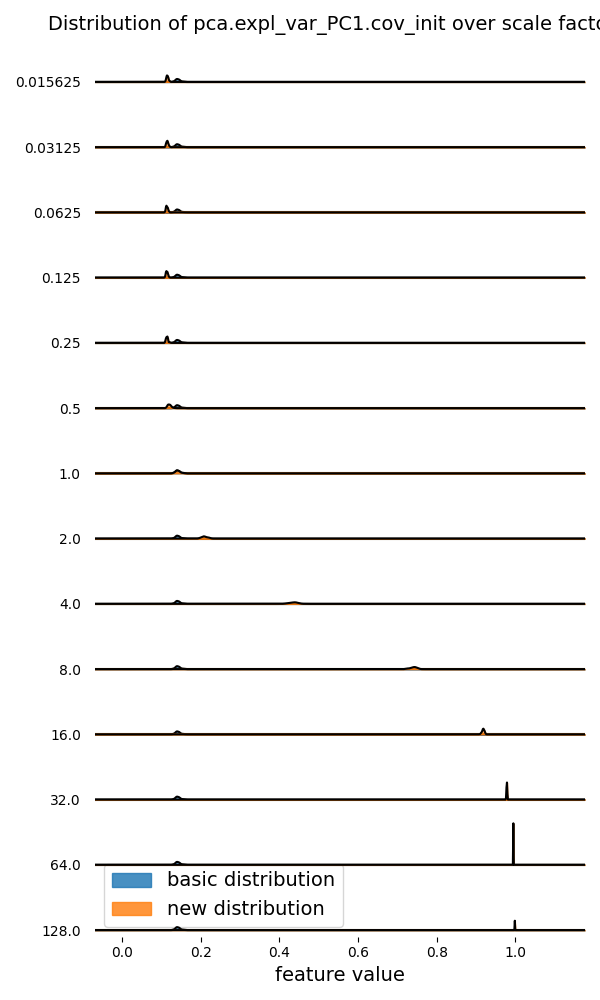 Distribution of pca.expl_var_PC1.cov_init over scale
0.015625
0.03125
0.0625
0.125
0.25
0.5
1.0
2.0
4.0
8.0
16.0
32.0
64.0
128.0
basic distribution
new distribution
0.0 0.2 0.4 0.6 0.8 1.0
feature value